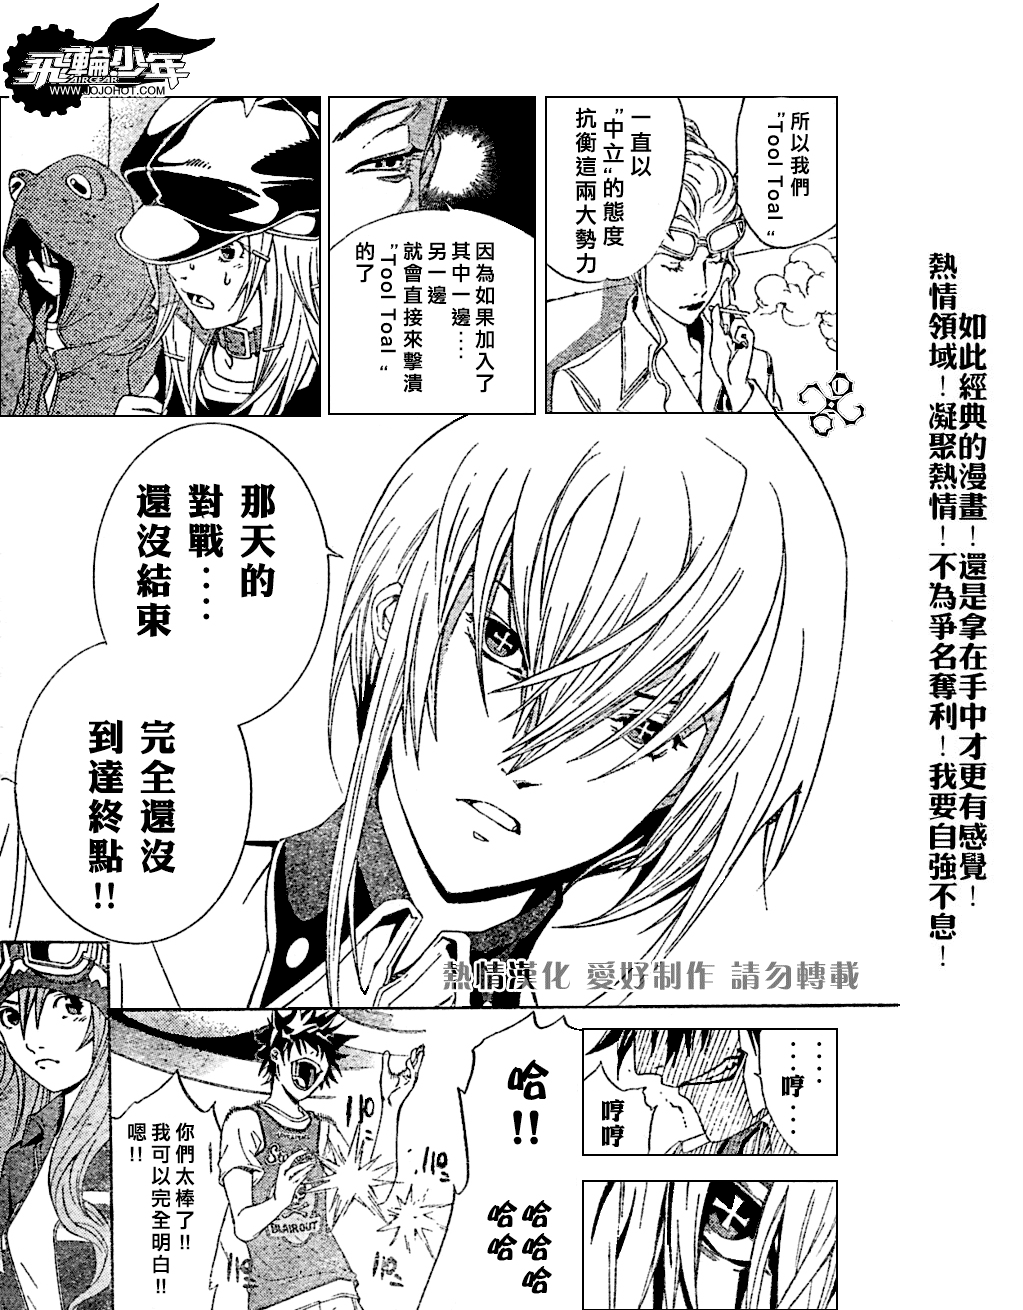 飛輪少年
AIRGEAR
WWW.JOJOHOT.COM
所以我們
"Tool Toal"
一直以
"中立"的態度
抗衡這兩大勢力
因為如果加入了
其中一邊‥‥
另一邊
就會直接來擊潰
"Tool Toal"
的了
如此經典的漫畫！還是拿在手中才更有感覺！
熱情領域！凝聚熱情！不為爭名奪利！我要自強不息！
那天的
對戰‥‥
還沒結束
完全還沒
到達終點!!
熱情漢化 愛好制作 請勿轉載
‥‥
‥‥哼‥‥
哼哼
哈!!
哈哈哈
哈哈
你們太棒了!!
我可以完全明白!!
嗯!!
BLAIROUT